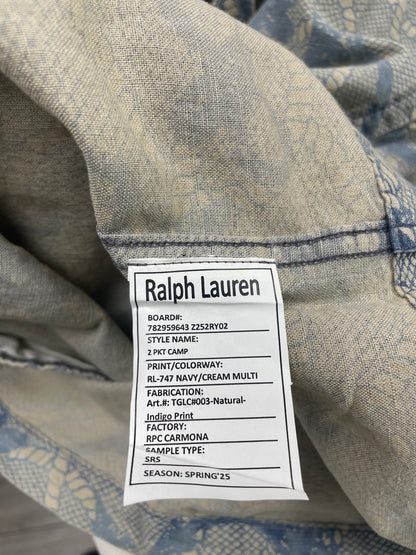 Ralph Lauren
BOARD#:
782959643 Z252RY02
STYLE NAME:
2 PKT CAMP
PRINT/COLORWAY:
RL-747 NAVY/CREAM MULTI
FABRICATION:
Art.#: TGLC#003-Natural-
Indigo Print
FACTORY:
RPC CARMONA
SAMPLE TYPE:
SRS
SEASON: SPRING'25